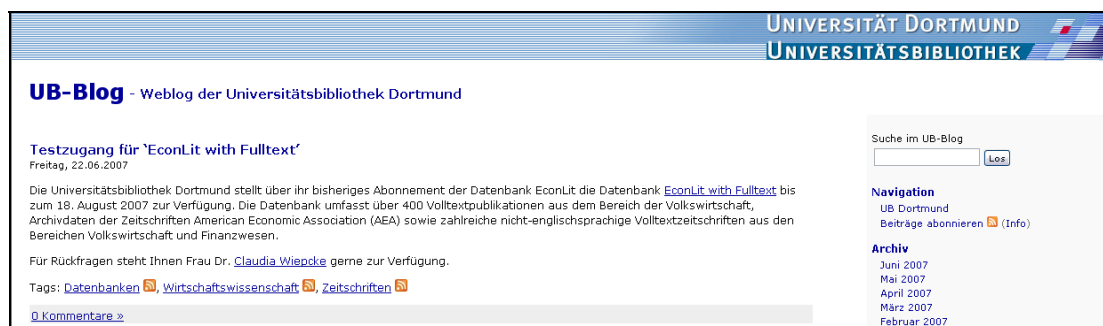 UNIVERSITÄT DORTMUND
UNIVERSITÄTSBIBLIOTHEK
UB-Blog - Weblog der Universitätsbibliothek Dortmund
Testzugang für ‘EconLit with Fulltext’
Freitag, 22.06.2007
Die Universitätsbibliothek Dortmund stellt über ihr bisheriges Abonnement der Datenbank EconLit die Datenbank EconLit with Fulltext bis
zum 18. August 2007 zur Verfügung. Die Datenbank umfasst über 400 Volltextpublikationen aus dem Bereich der Volkswirtschaft,
Archivdaten der Zeitschriften American Economic Association (AEA) sowie zahlreiche nicht-englischsprachige Volltextzeitschriften aus den
Bereichen Volkswirtschaft und Finanzwesen.
Für Rückfragen steht Ihnen Frau Dr. Claudia Wiepcke gerne zur Verfügung.
Tags: Datenbanken, Wirtschaftswissenschaft, Zeitschriften
0 Kommentare »
Suche im UB-Blog
Los
Navigation
UB Dortmund
Beiträge abonnieren (Info)
Archiv
Juni 2007
Mai 2007
April 2007
März 2007
Februar 2007